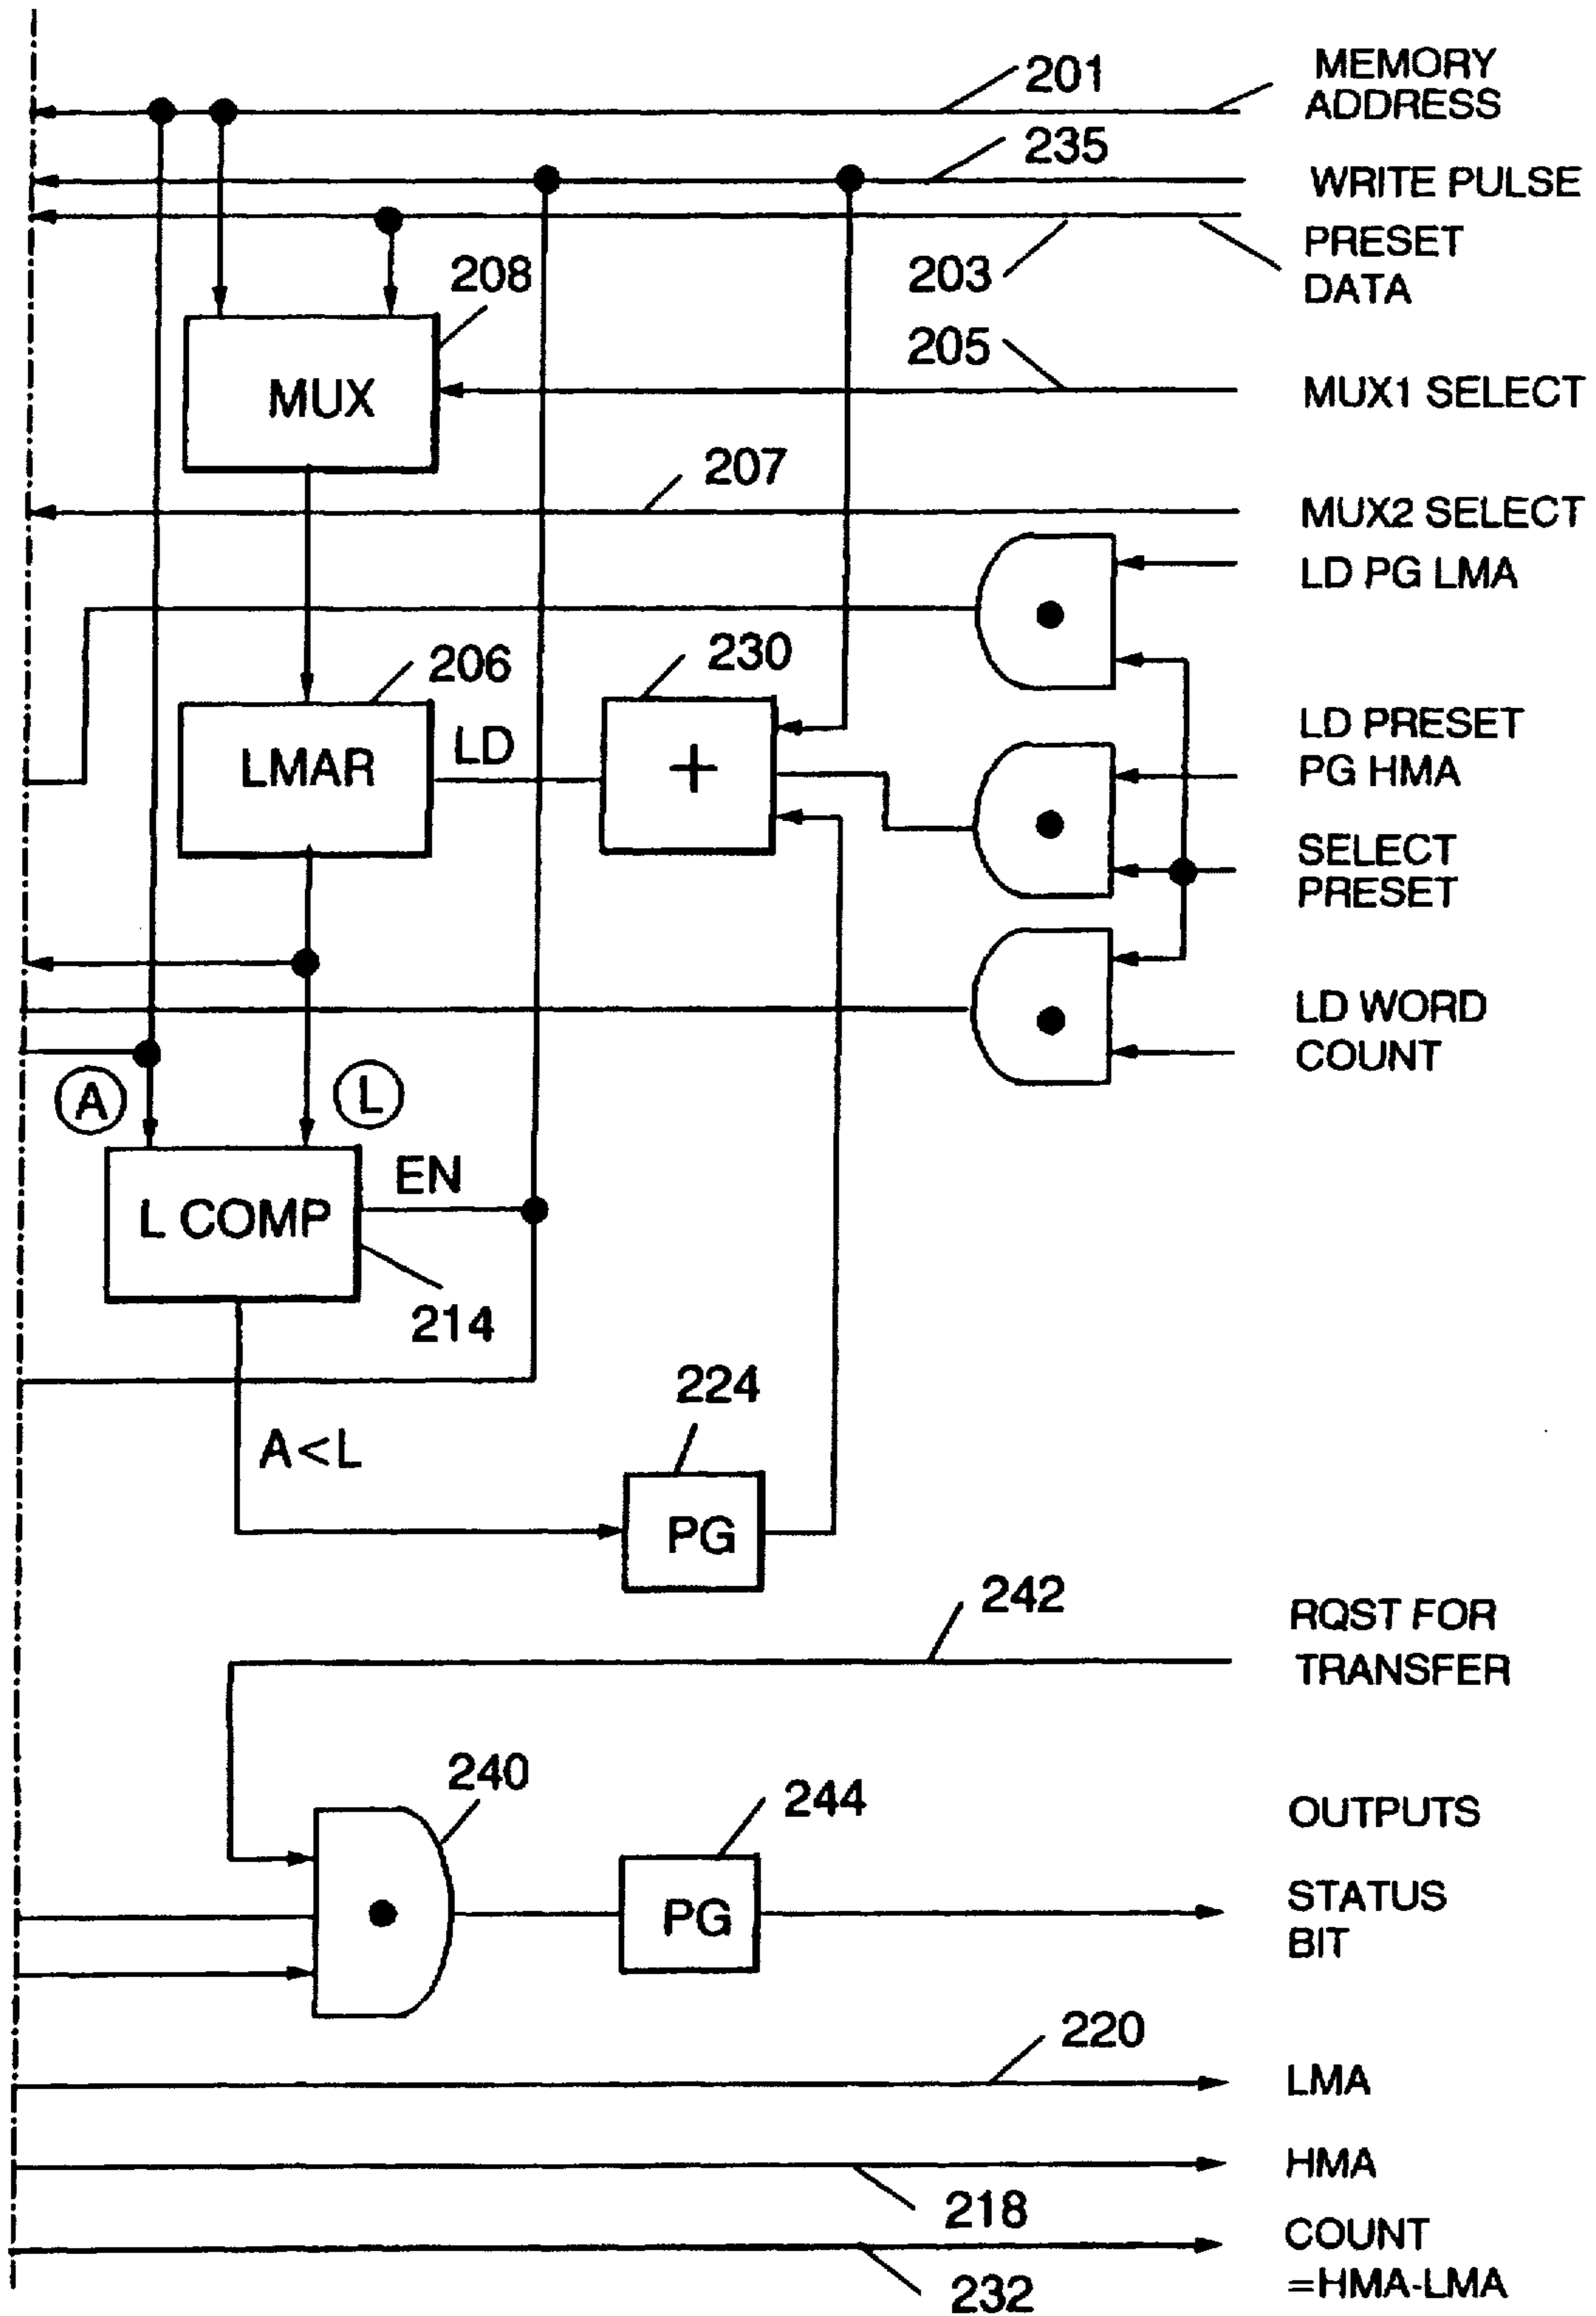 201
MEMORY
ADDRESS
235
WRITE PULSE
203
PRESET
DATA
208
MUX
205
MUX1 SELECT
207
MUX2 SELECT
LD PG LMA
206
LMAR
LD
230
+
LD PRESET
PG HMA
SELECT
PRESET
LD WORD
COUNT
A
L
L COMP
EN
214
A<L
224
PG
242
RQST FOR
TRANSFER
240
244
PG
OUTPUTS
STATUS
BIT
220
LMA
HMA
218
COUNT
=HMA-LMA
232